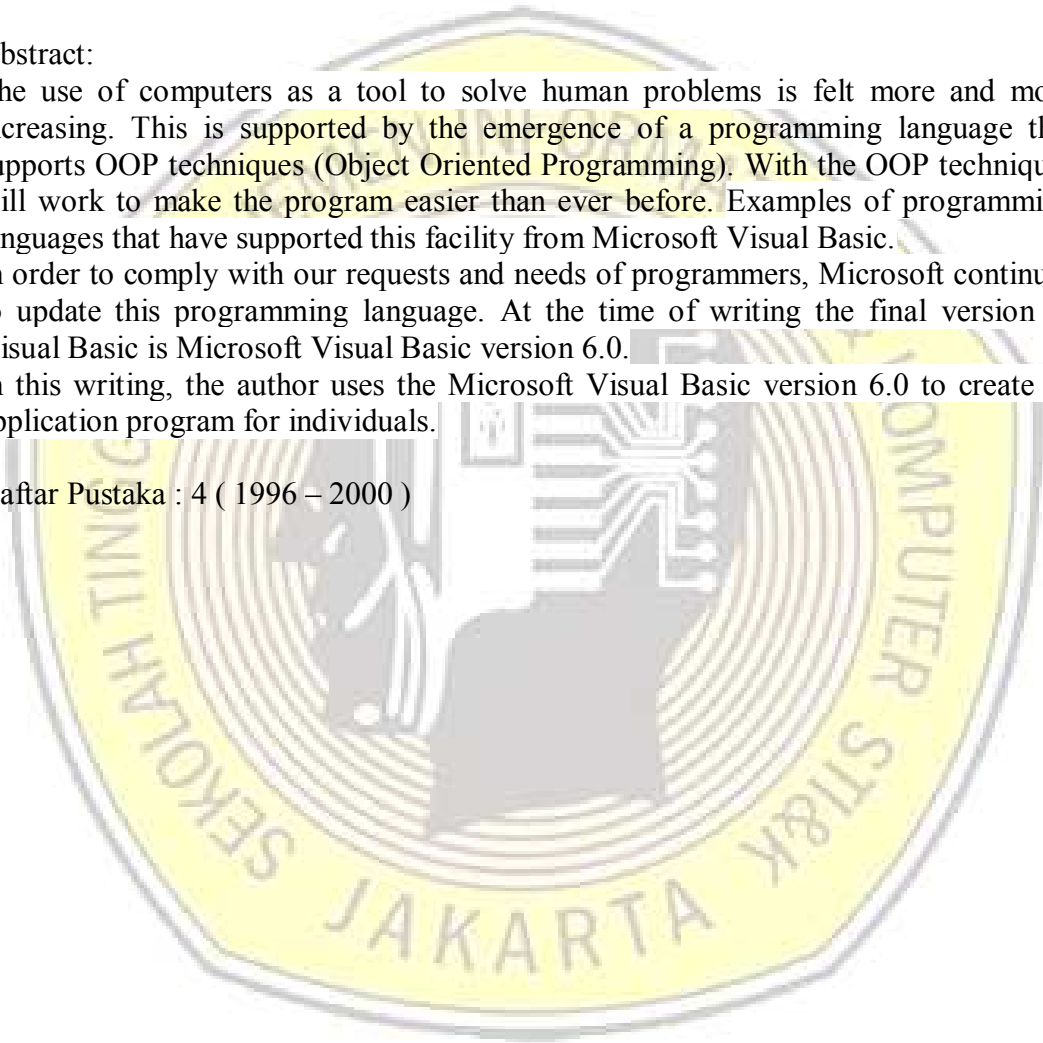 bstract:
he use of computers as a tool to solve human problems is felt more and mo
creasing. This is supported by the emergence of a programming language th
upports OOP techniques (Object Oriented Programming). With the OOP techniqu
ill work to make the program easier than ever before. Examples of programmi
nguages that have supported this facility from Microsoft Visual Basic.
order to comply with our requests and needs of programmers, Microsoft continu
update this programming language. At the time of writing the final version
isual Basic is Microsoft Visual Basic version 6.0.
this writing, the author uses the Microsoft Visual Basic version 6.0 to create
pplication program for individuals.
aftar Pustaka : 4 ( 1996 – 2000 )
SEKOLAH TINGG
OMPUTER STI&K
JAKARTA